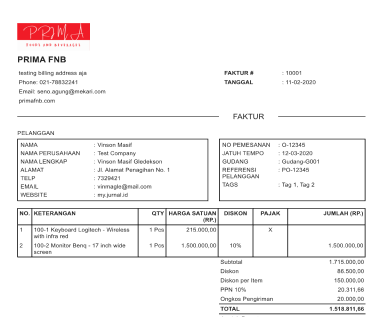 PRIMA
FOOD AND BEVERAGES
PRIMA FNB
testing billing address aja
Phone: 021-78832241
Email: seno.agung@mekari.com
primafnb.com
FAKTUR # : 10001
TANGGAL : 11-02-2020
FAKTUR
PELANGGAN
NAMA : Vinson Masif
NAMA PERUSAHAAN : Test Company
NAMA LENGKAP : Vinson Masif Gledekson
ALAMAT : Jl. Alamat Penagihan No. 1
TELP : 7329421
EMAIL : vinmagle@mail.com
WEBSITE : my.jurnal.id
NO PEMESANAN : O-12345
JATUH TEMPO : 12-03-2020
GUDANG : Gudang-G001
REFERENSI : PO-12345
PELANGGAN
TAGS : Tag 1, Tag 2
NO. KETERANGAN QTY HARGA SATUAN (RP.) DISKON PAJAK JUMLAH (RP.)
1 100-1 Keyboard Logitech - Wireless 1 Pcs 215.000,00 X
with infra red
2 100-2 Monitor Benq - 17 inch wide 1 Pcs 1.500.000,00 10% 1.500.000,00
screen
Subtotal 1.715.000,00
Diskon 86.500,00
Diskon per Item 150.000,00
PPN 10% 20.311,66
Ongkos Pengiriman 20.000,00
TOTAL 1.518.811,66